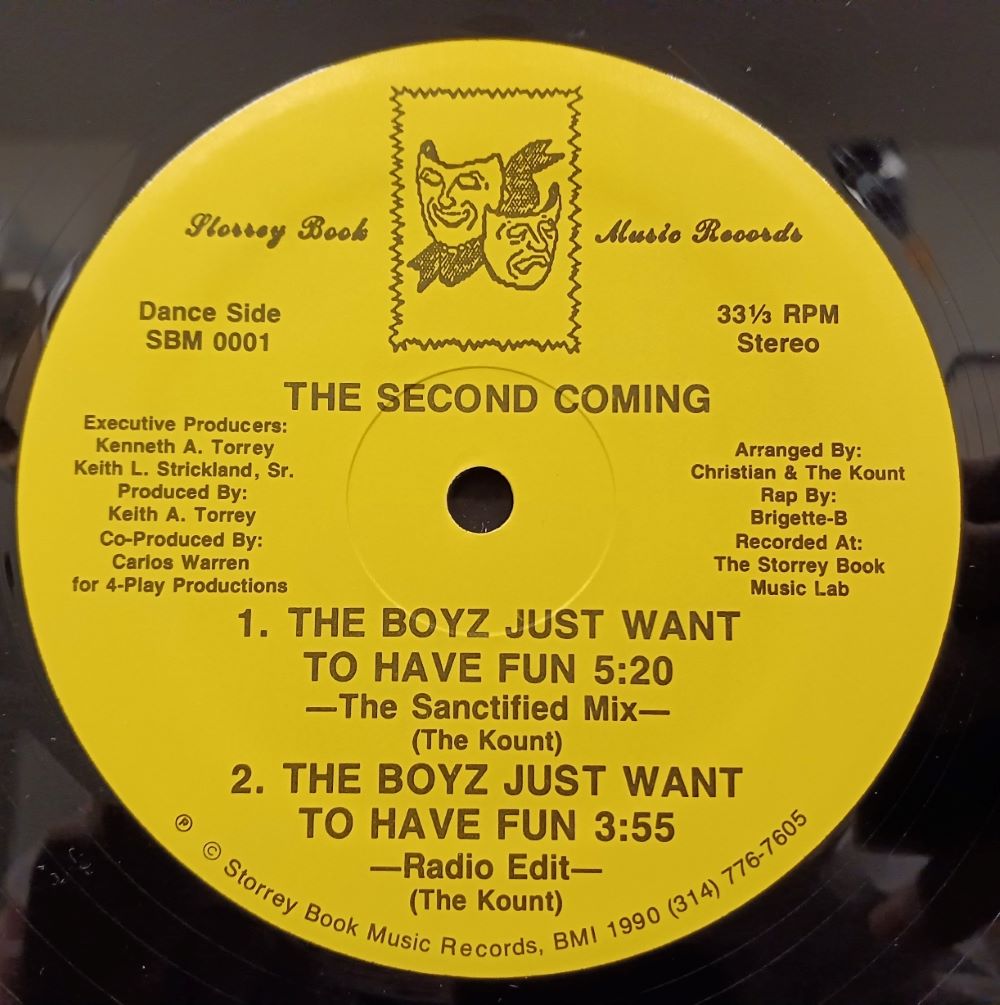 Storrey Book Music Records
Dance Side
SBM 0001
33⅓ RPM
Stereo
THE SECOND COMING
Executive Producers:
Kenneth A. Torrey
Keith L. Strickland, Sr.
Produced By:
Keith A. Torrey
Co-Produced By:
Carlos Warren
for 4-Play Productions
Arranged By:
Christian & The Kount
Rap By:
Brigette-B
Recorded At:
The Storrey Book
Music Lab
1. THE BOYZ JUST WANT
TO HAVE FUN 5:20
—The Sanctified Mix—
(The Kount)
2. THE BOYZ JUST WANT
TO HAVE FUN 3:55
—Radio Edit—
(The Kount)
℗ © Storrey Book Music Records, BMI 1990 (314) 776-7605